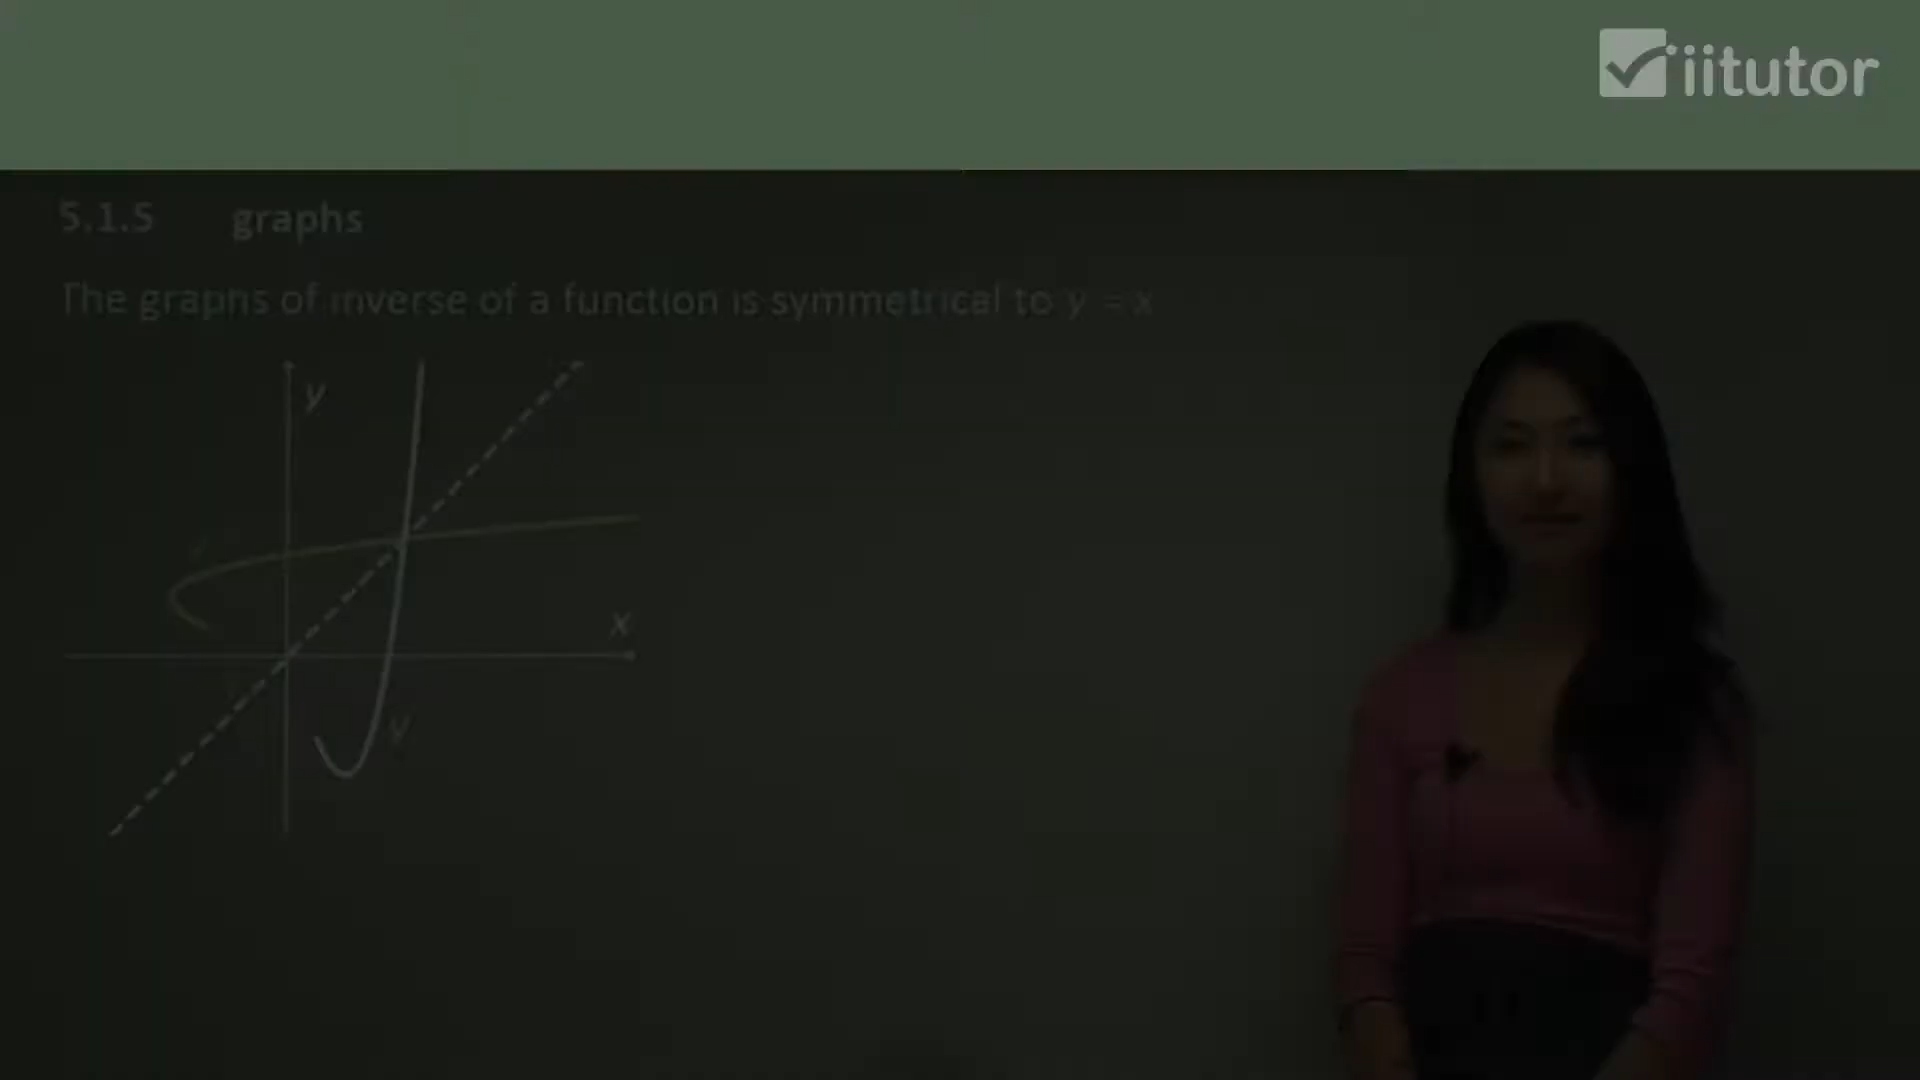 iitutor
5.1.5 graphs
The graphs of inverse of a function is symmetrical to y = x
y
x
y